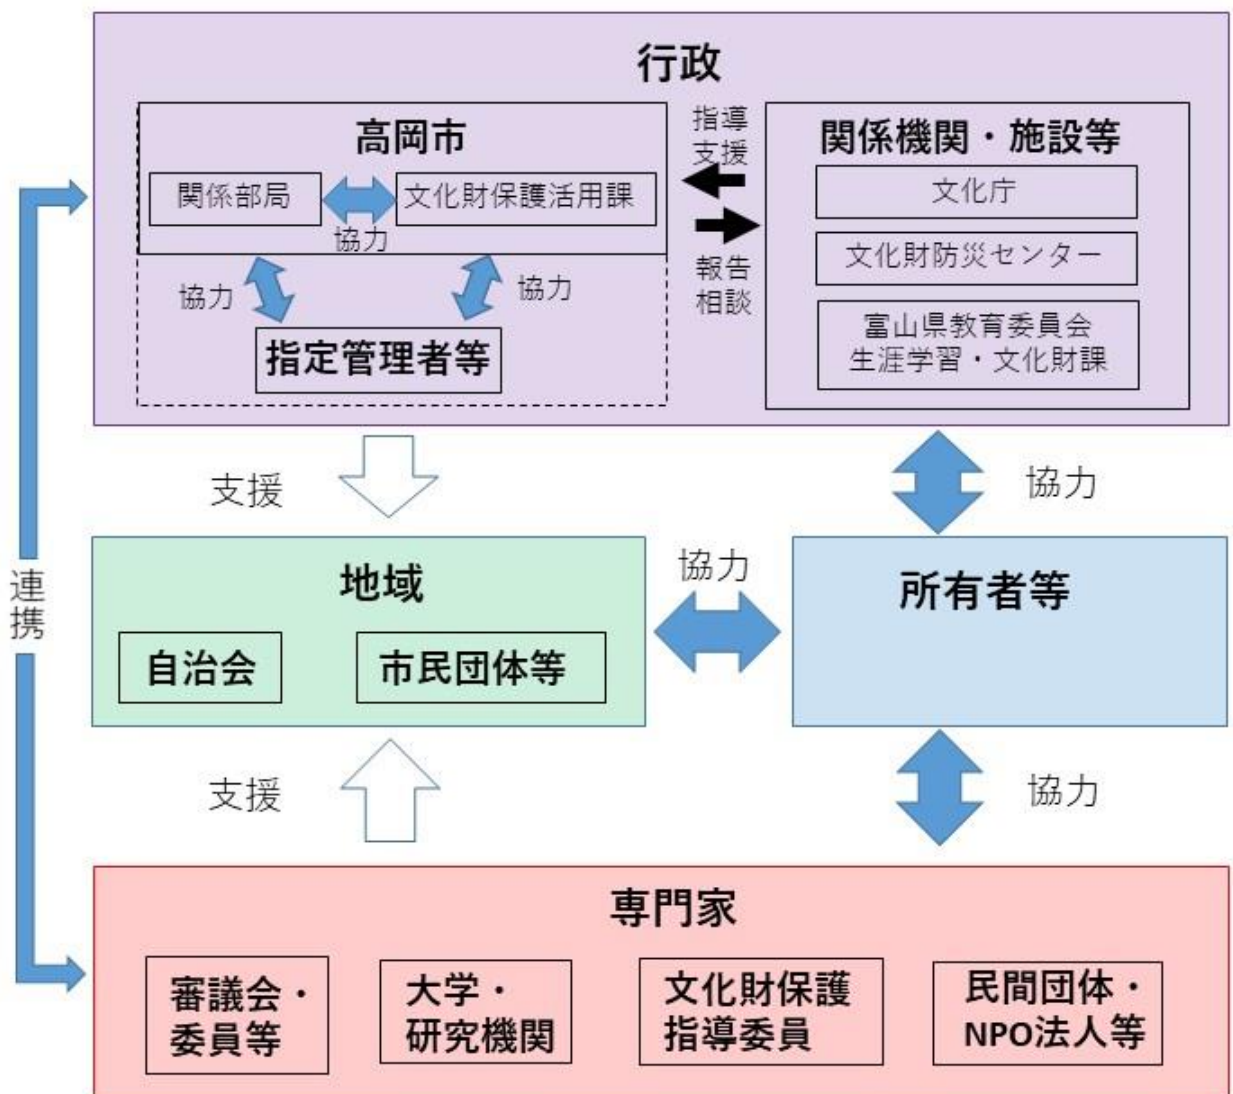 行政
高岡市
関係部局
文化財保護活用課
協力
協力
協力
指定管理者等
指導
支援
報告
相談
関係機関・施設等
文化庁
文化財防災センター
富山県教育委員会
生涯学習・文化財課
支援
協力
連携
地域
自治会
市民団体等
協力
所有者等
支援
協力
専門家
審議会・
委員等
大学・
研究機関
文化財保護
指導委員
民間団体・
NPO法人等